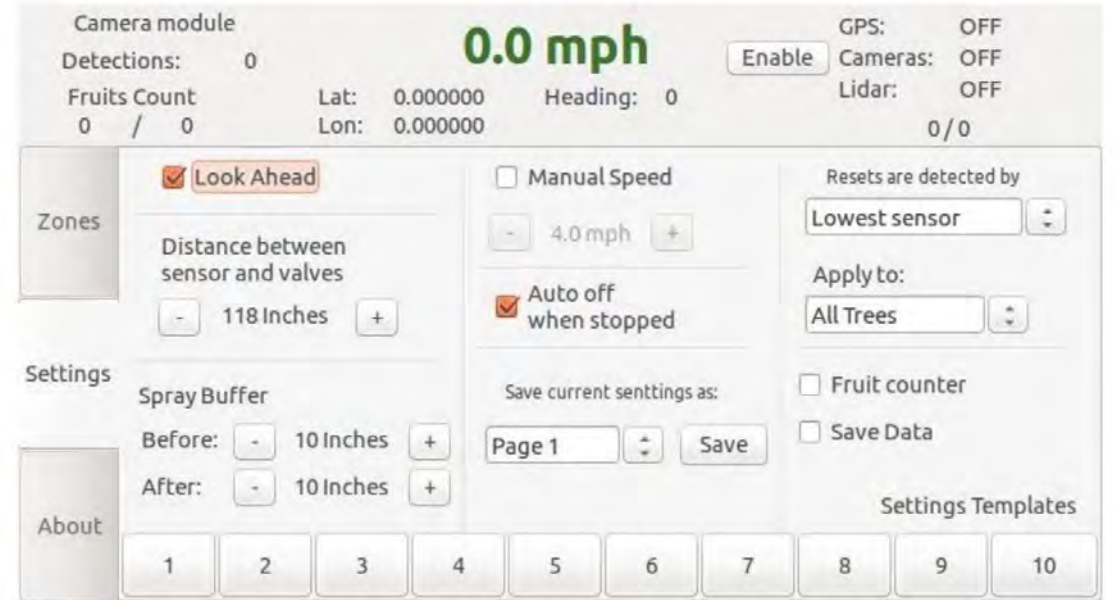 Camera module
Detections: 0
Fruits Count
0 / 0
Lat: 0.000000
Lon: 0.000000
0.0 mph
Heading: 0
Enable
GPS: OFF
Cameras: OFF
Lidar: OFF
0 / 0
Zones
Settings
About
Look Ahead
Distance between
sensor and valves
- 118 Inches +
Spray Buffer
Before: - 10 Inches +
After: - 10 Inches +
Manual Speed
- 4.0 mph +
Auto off
when stopped
Save current senttings as:
Page 1 Save
Resets are detected by
Lowest sensor
Apply to:
All Trees
Fruit counter
Save Data
Settings Templates
1 2 3 4 5 6 7 8 9 10